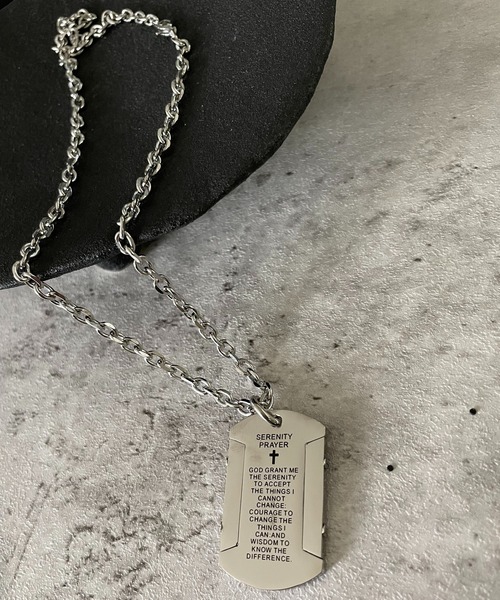 SERENITY
PRAYER
GOD GRANT ME
THE SERENITY
TO ACCEPT
THE THINGS I
CANNOT
CHANGE:
COURAGE TO
CHANGE THE
THINGS I
CAN:AND
WISDOM TO
KNOW THE
DIFFERENCE.